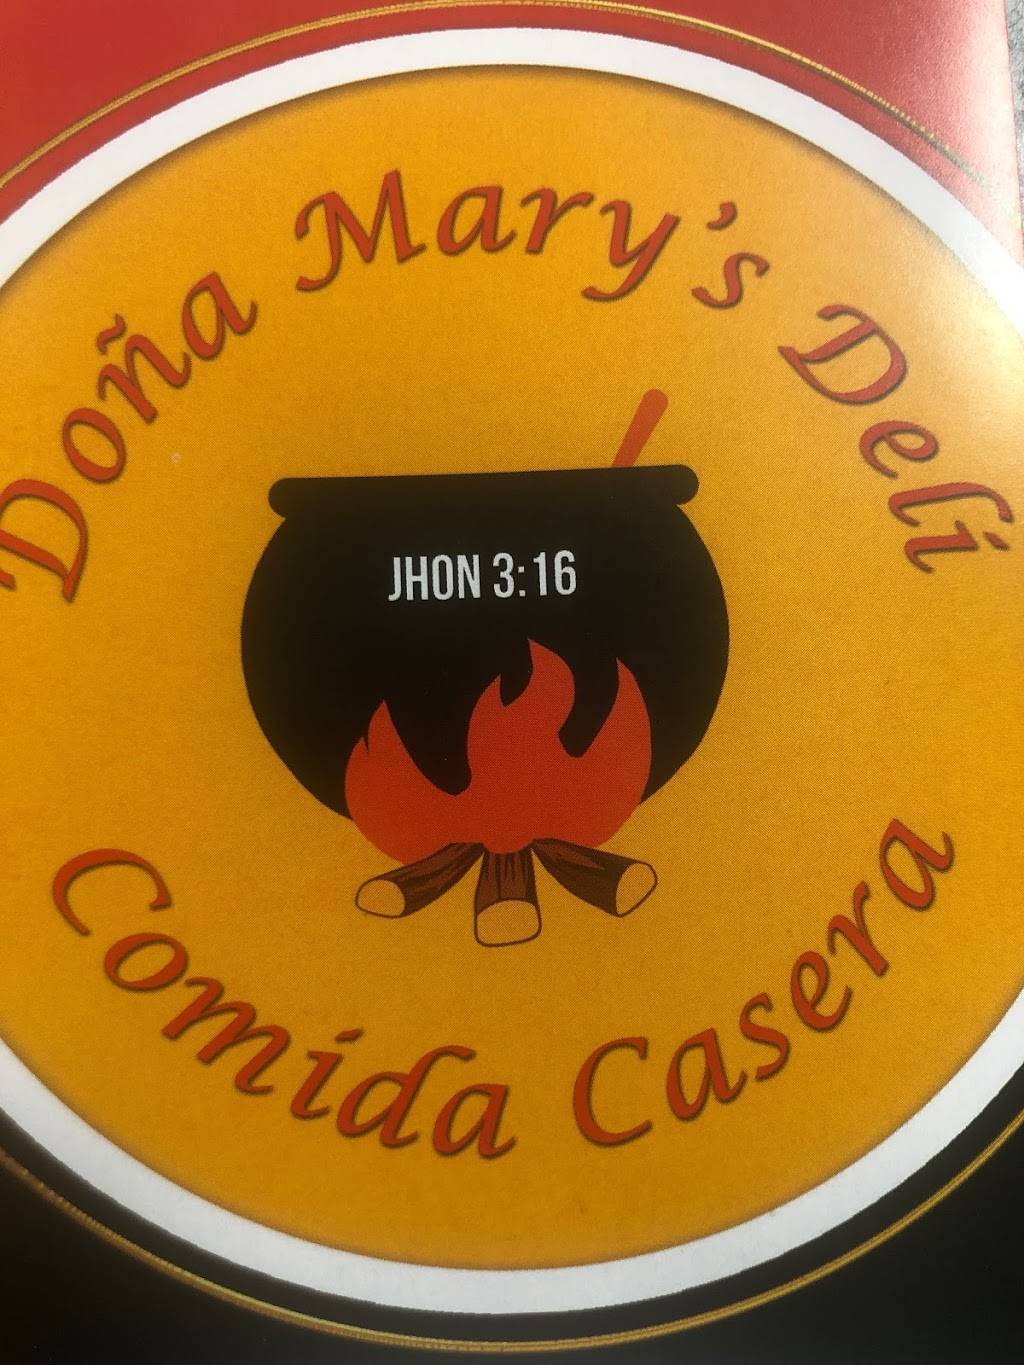 Doña Mary's Deli
JHON 3:16
Comida Casera